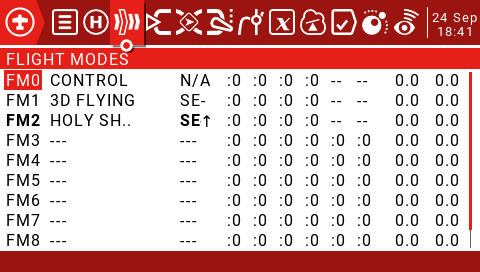 24 Sep
18:41
FLIGHT MODES
FM0 CONTROL N/A :0 :0 :0 :0 -- -- 0.0 0.0
FM1 3D FLYING SE- :0 :0 :0 :0 -- -- 0.0 0.0
FM2 HOLY SH.. SE↑ :0 :0 :0 :0 -- -- 0.0 0.0
FM3 --- --- :0 :0 :0 :0 :0 :0 0.0 0.0
FM4 --- --- :0 :0 :0 :0 :0 :0 0.0 0.0
FM5 --- --- :0 :0 :0 :0 :0 :0 0.0 0.0
FM6 --- --- :0 :0 :0 :0 :0 :0 0.0 0.0
FM7 --- --- :0 :0 :0 :0 :0 :0 0.0 0.0
FM8 --- --- :0 :0 :0 :0 :0 :0 0.0 0.0